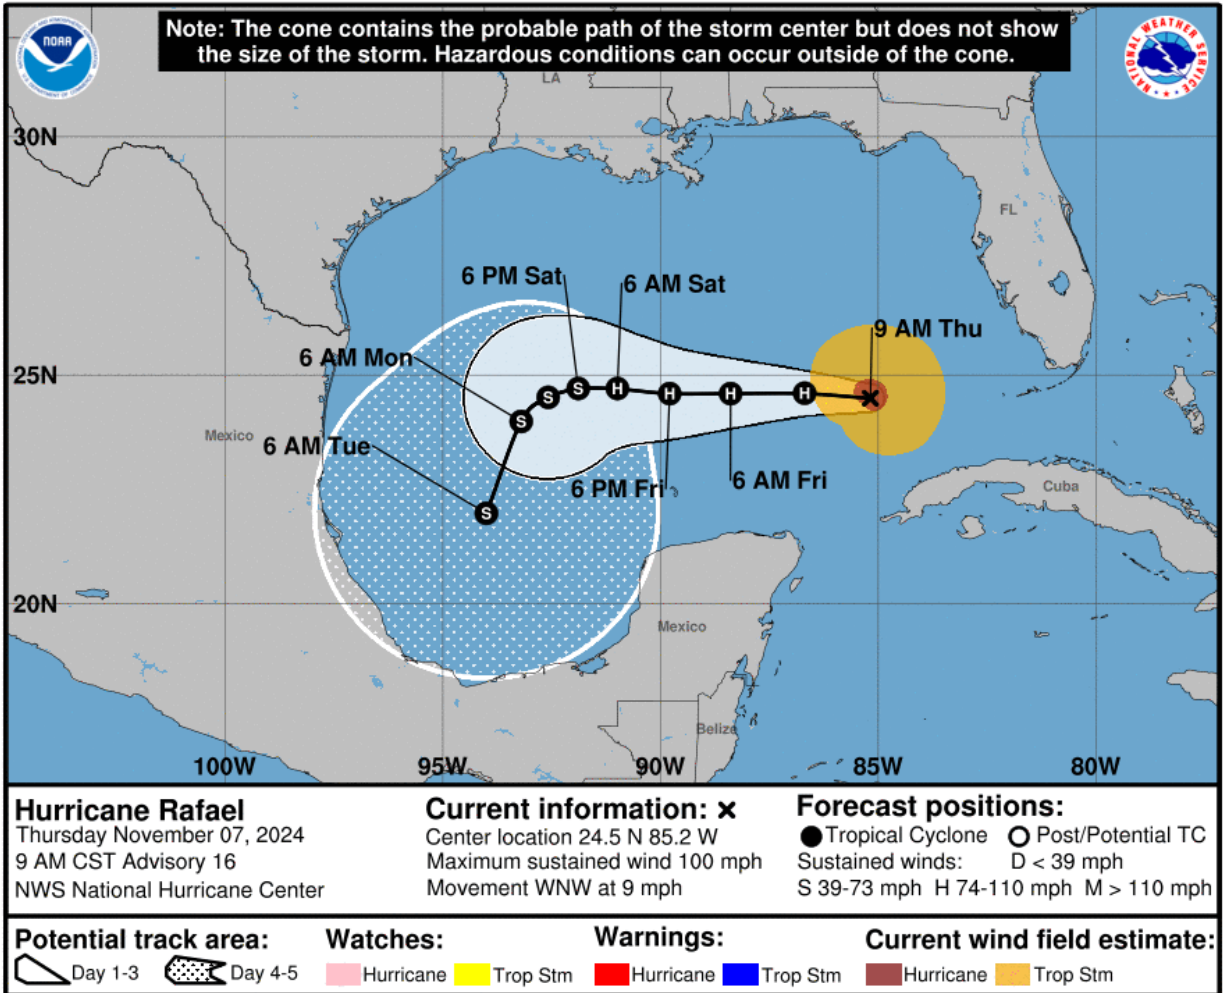 Note: The cone contains the probable path of the storm center but does not show
the size of the storm. Hazardous conditions can occur outside of the cone.
NOAA
NATIONAL WEATHER SERVICE
LA
30N
FL
6 PM Sat
6 AM Sat
9 AM Thu
6 AM Mon
25N
S
S
S
H
H
H
H
Mexico
6 AM Tue
6 PM Fri
6 AM Fri
Cuba
S
20N
Mexico
Belize
100W 95W 90W 85W 80W
Hurricane Rafael
Thursday November 07, 2024
9 AM CST Advisory 16
NWS National Hurricane Center
Current information: ×
Center location 24.5 N 85.2 W
Maximum sustained wind 100 mph
Movement WNW at 9 mph
Forecast positions:
Tropical Cyclone Post/Potential TC
Sustained winds: D < 39 mph
S 39-73 mph H 74-110 mph M > 110 mph
Potential track area:
Day 1-3 Day 4-5
Watches:
Hurricane Trop Stm
Warnings:
Hurricane Trop Stm
Current wind field estimate:
Hurricane Trop Stm